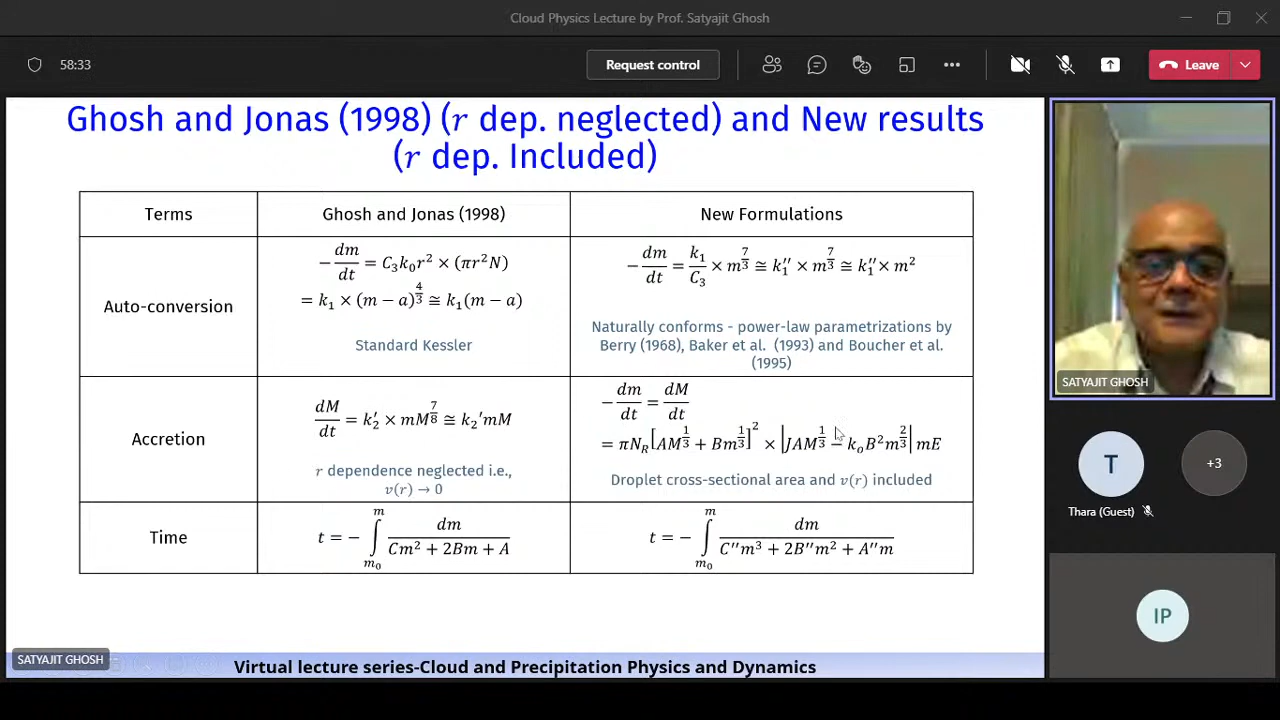 Cloud Physics Lecture by Prof. Satyajit Ghosh
58:33
Request control
Leave
Ghosh and Jonas (1998) (r dep. neglected) and New results
(r dep. Included)
Terms
Ghosh and Jonas (1998)
New Formulations
Auto-conversion
−dm/dt = C₃k₀r² × (πr²N)
= k₁ × (m − a)^(4/3) ≅ k₁(m − a)
Standard Kessler
−dm/dt = k₁/C₃ × m^(7/3) ≅ k₁′′ × m^(7/3) ≅ k₁′′ × m²
Naturally conforms - power-law parametrizations by
Berry (1968), Baker et al. (1993) and Boucher et al.
(1995)
Accretion
dM/dt = k₂′ × mM^(7/8) ≅ k₂′mM
r dependence neglected i.e.,
v(r) → 0
−dm/dt = dM/dt
= πN_R[AM^(1/3) + Bm^(1/3)]² × |JAM^(1/3) − kₒB²m^(2/3)| mE
Droplet cross-sectional area and v(r) included
Time
t = − ∫_(m₀)^m dm/(Cm² + 2Bm + A)
t = − ∫_(m₀)^m dm/(C′′m³ + 2B′′m² + A′′m)
SATYAJIT GHOSH
Virtual lecture series-Cloud and Precipitation Physics and Dynamics
SATYAJIT GHOSH
T
+3
Thara (Guest)
IP